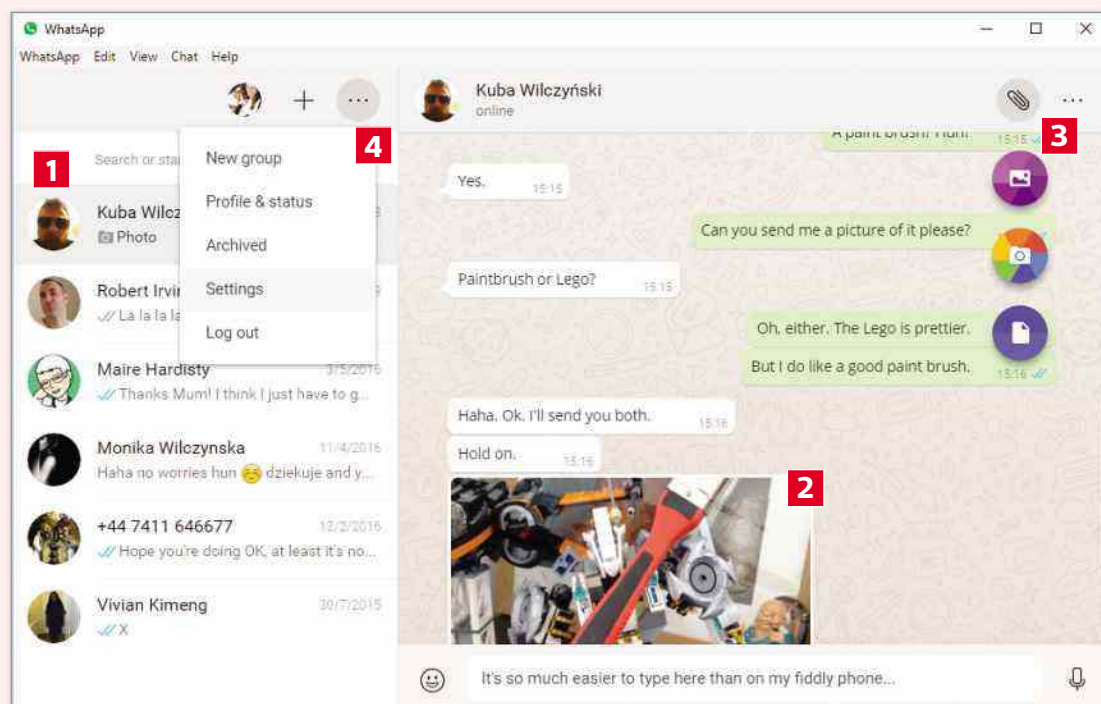 WhatsApp
WhatsApp Edit View Chat Help
4
1
Search or sta
New group
Profile & status
Archived
Settings
Log out
Kuba Wilcz
Photo
Robert Irvi
La la la la
Maire Hardisty 3/5/2016
Thanks Mum! I think I just have to g...
Monika Wilczynska 11/4/2016
Haha no worries hun dziekuje and y...
+44 7411 646677 12/2/2016
Hope you're doing OK, at least it's no...
Vivian Kimeng 30/7/2015
X
Kuba Wilczyński
online
3
A paint brush? Huh! 15:15
Yes. 15:15
Can you send me a picture of it please?
Paintbrush or Lego? 15:15
Oh, either. The Lego is prettier.
But I do like a good paint brush. 15:16
Haha. Ok. I'll send you both. 15:16
Hold on. 15:16
2
It's so much easier to type here than on my fiddly phone...